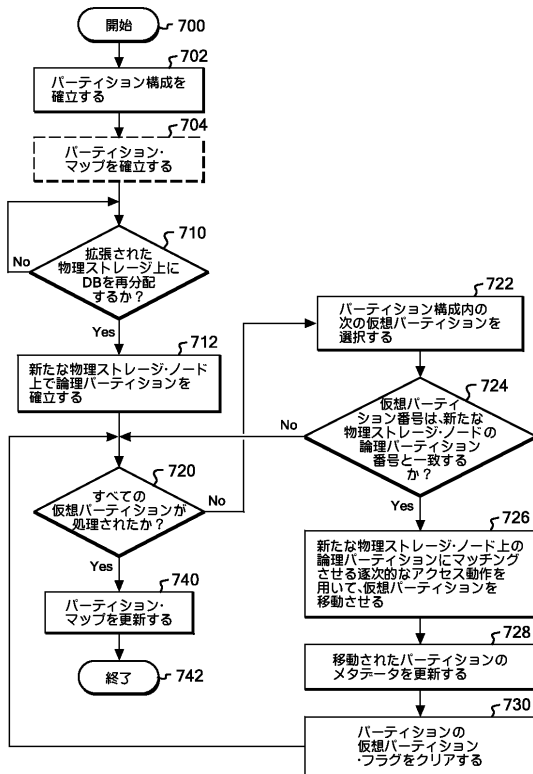 開始
700
702
パーティション構成を
確立する
704
パーティション・
マップを確立する
710
拡張された
物理ストレージ上に
DBを再分配
するか？
No
Yes
712
新たな物理ストレージ・ノード
上で論理パーティションを
確立する
720
すべての
仮想パーティションが
処理されたか？
No
Yes
740
パーティション・
マップを更新する
終了
742
722
パーティション構成内の
次の仮想パーティションを
選択する
724
仮想パーティ
ション番号は、新たな
物理ストレージ・ノードの
論理パーティション
番号と一致する
か？
No
Yes
726
新たな物理ストレージ・ノード上の
論理パーティションにマッチング
させる逐次的なアクセス動作を
用いて、仮想パーティションを
移動させる
728
移動されたパーティションの
メタデータを更新する
730
パーティションの
仮想パーティション
・フラグをクリアする